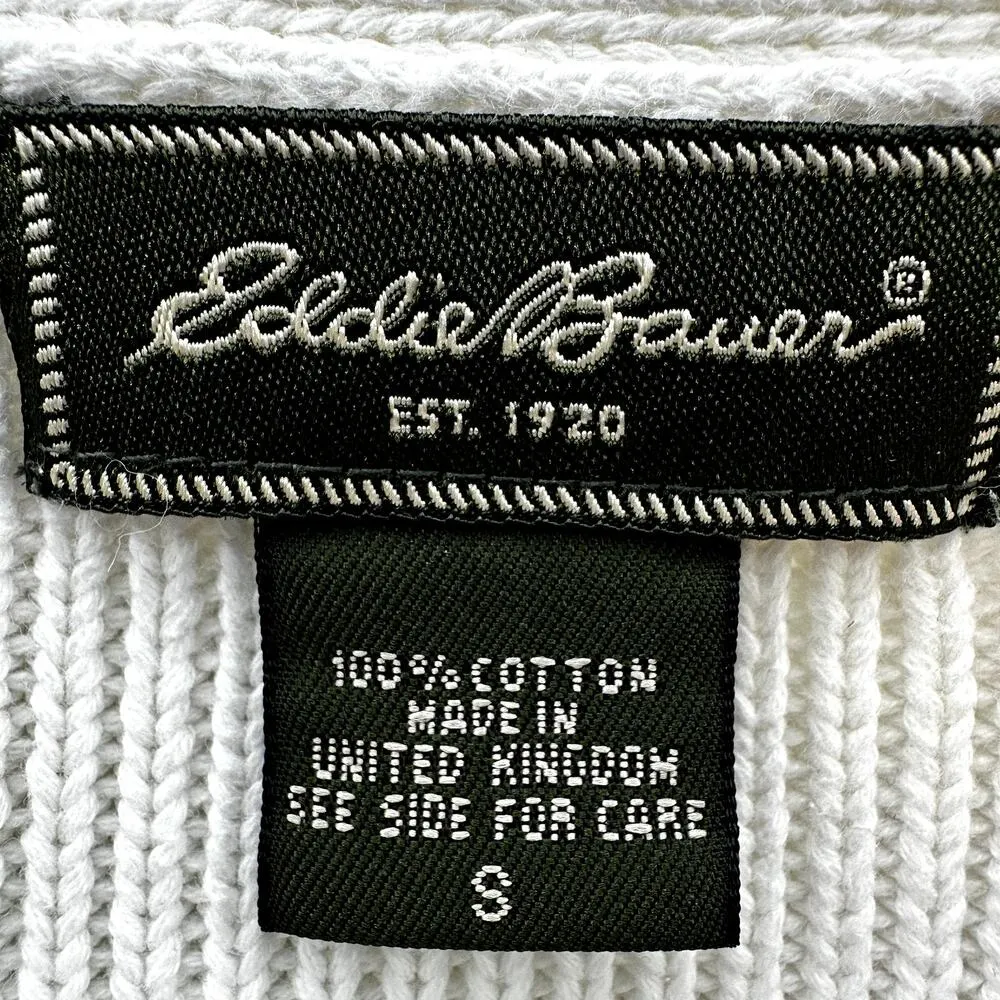 Eddie Bauer®
EST. 1920
100% COTTON
MADE IN
UNITED KINGDOM
SEE SIDE FOR CARE
S